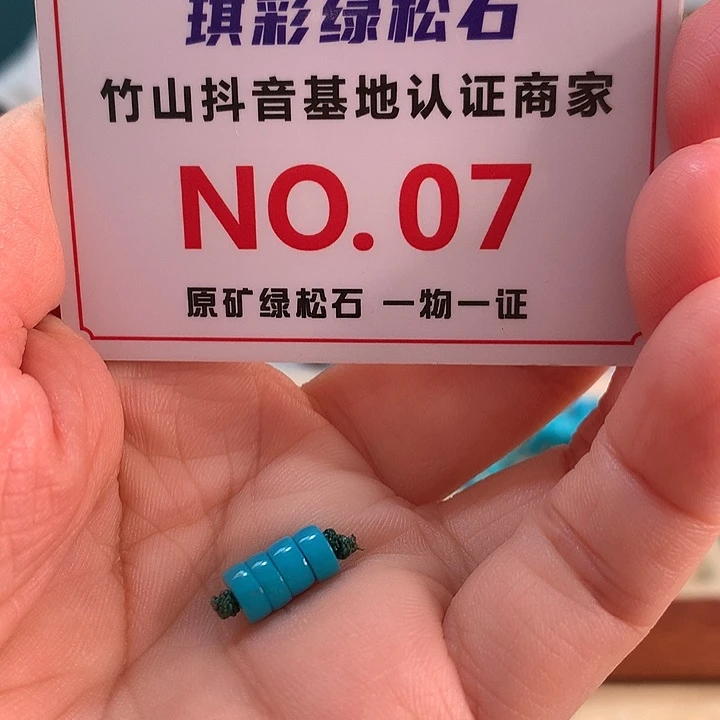 琪彩绿松石
竹山抖音基地认证商家
NO.07
原矿绿松石 一物一证